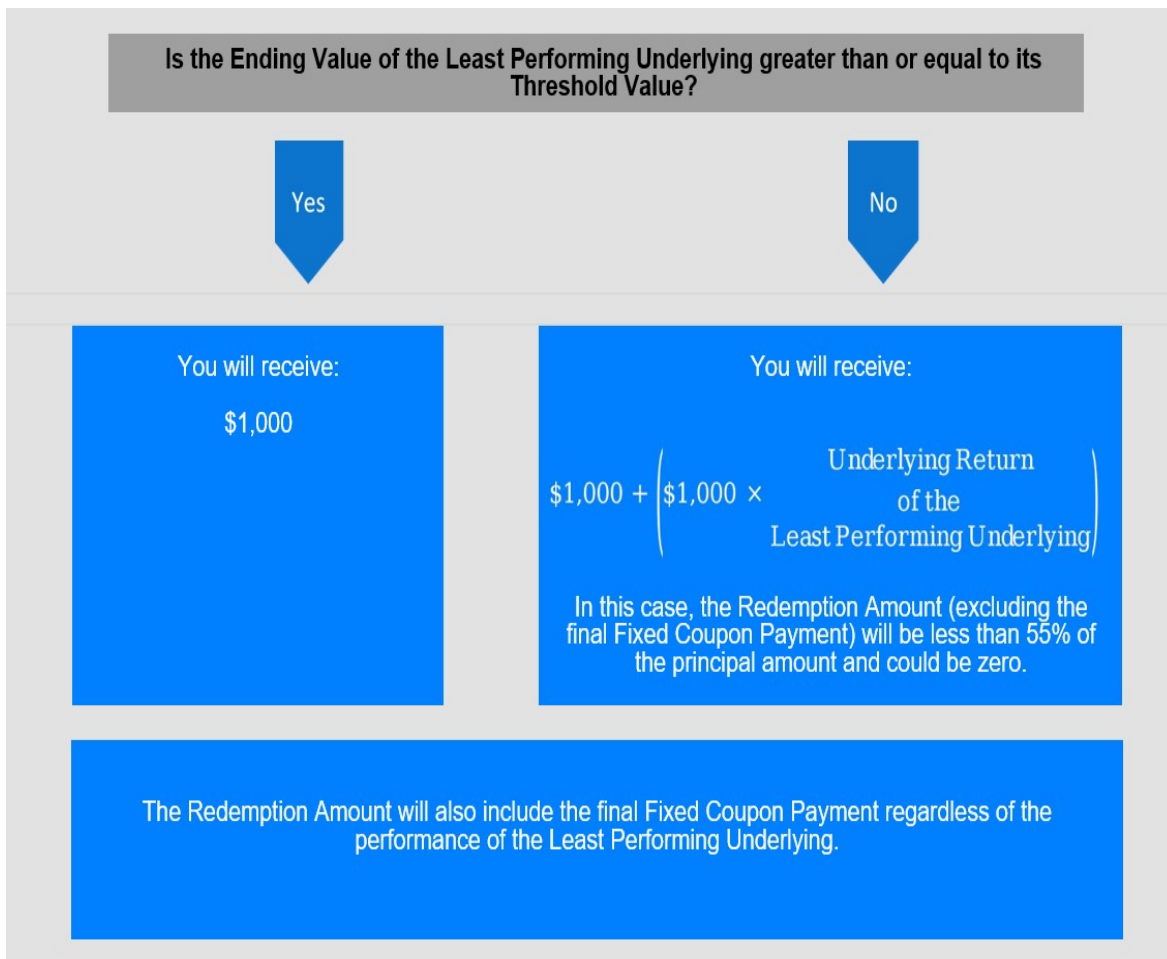 Is the Ending Value of the Least Performing Underlying greater than or equal to its
Threshold Value?
Yes
No
You will receive:
$1,000
You will receive:
$1,000 + ($1,000 × Underlying Return
of the
Least Performing Underlying)
In this case, the Redemption Amount (excluding the
final Fixed Coupon Payment) will be less than 55% of
the principal amount and could be zero.
The Redemption Amount will also include the final Fixed Coupon Payment regardless of the
performance of the Least Performing Underlying.